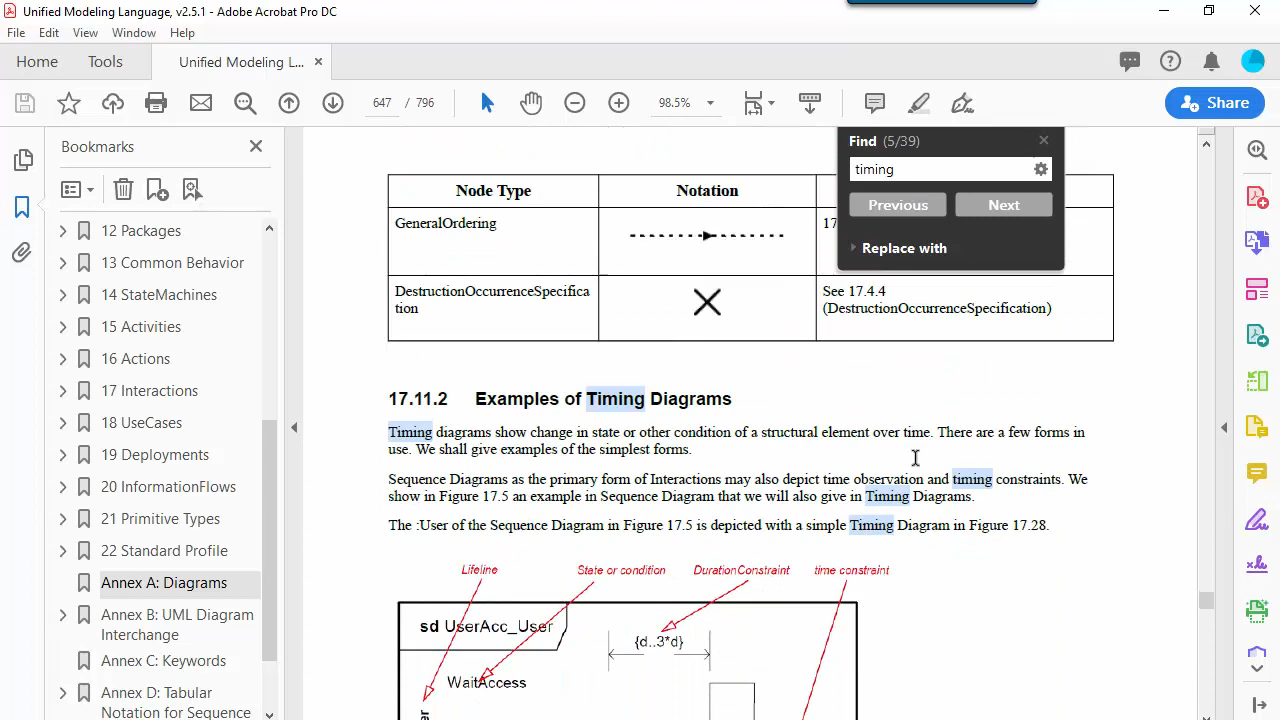 Unified Modeling Language, v2.5.1 - Adobe Acrobat Pro DC
File Edit View Window Help
Home Tools Unified Modeling L... ×
647 / 796 98.5%
Share
Bookmarks
12 Packages
13 Common Behavior
14 StateMachines
15 Activities
16 Actions
17 Interactions
18 UseCases
19 Deployments
20 InformationFlows
21 Primitive Types
22 Standard Profile
Annex A: Diagrams
Annex B: UML Diagram
Interchange
Annex C: Keywords
Annex D: Tabular
Notation for Sequence
Find (5/39)
timing
Previous Next
Replace with
Node Type Notation
GeneralOrdering 17
DestructionOccurrenceSpecifica
tion
See 17.4.4
(DestructionOccurrenceSpecification)
17.11.2 Examples of Timing Diagrams
Timing diagrams show change in state or other condition of a structural element over time. There are a few forms in
use. We shall give examples of the simplest forms.
Sequence Diagrams as the primary form of Interactions may also depict time observation and timing constraints. We
show in Figure 17.5 an example in Sequence Diagram that we will also give in Timing Diagrams.
The :User of the Sequence Diagram in Figure 17.5 is depicted with a simple Timing Diagram in Figure 17.28.
Lifeline State or condition DurationConstraint time constraint
sd UserAcc_User
{d..3*d}
WaitAccess